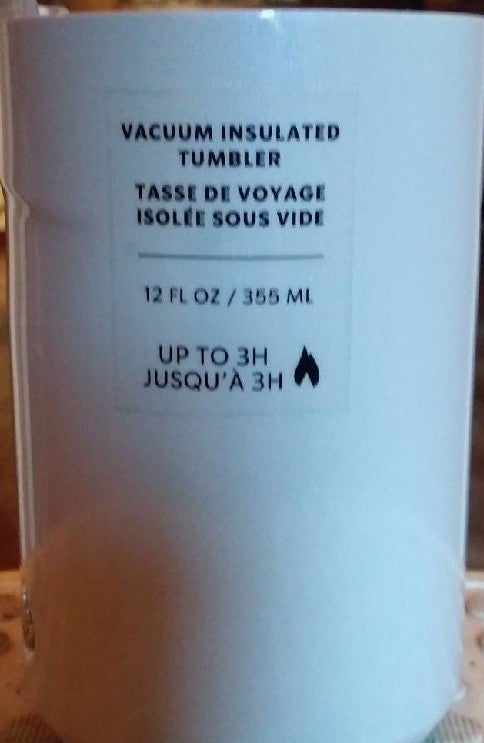 VACUUM INSULATED
TUMBLER
TASSE DE VOYAGE
ISOLÉE SOUS VIDE
12 FL OZ / 355 ML
UP TO 3H
JUSQU'À 3H